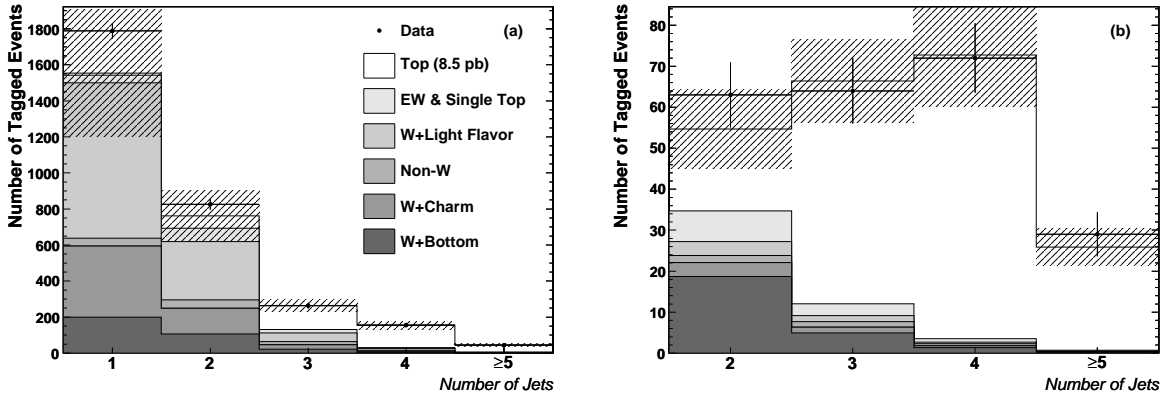 Number of Tagged Events
1800
1600
1400
1200
1000
800
600
400
200
0
(a)
Data
Top (8.5 pb)
EW & Single Top
W+Light Flavor
Non-W
W+Charm
W+Bottom
1 2 3 4 ≥5
Number of Jets
Number of Tagged Events
80
70
60
50
40
30
20
10
0
(b)
2 3 4 ≥5
Number of Jets